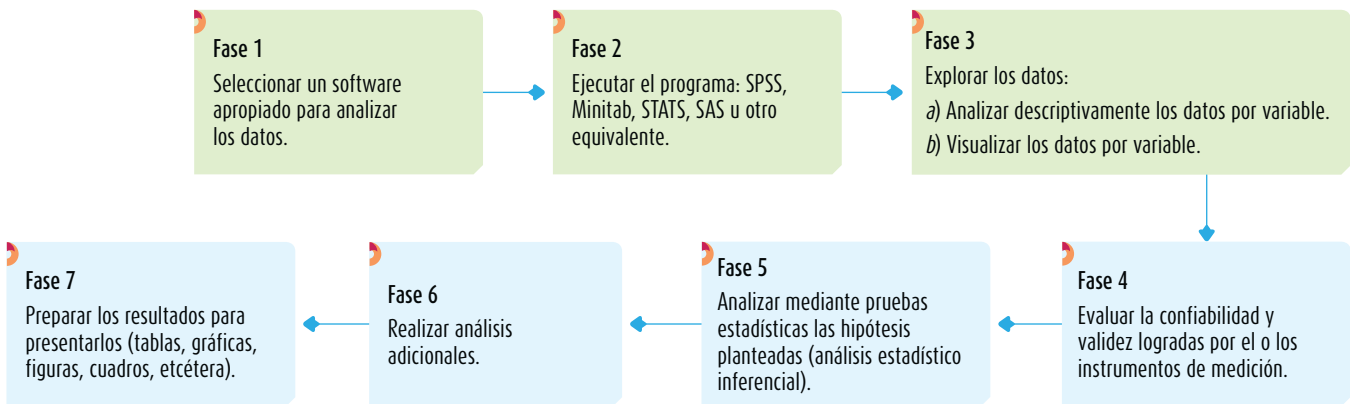 Fase 1
Seleccionar un software
apropiado para analizar
los datos.
Fase 2
Ejecutar el programa: SPSS,
Minitab, STATS, SAS u otro
equivalente.
Fase 3
Explorar los datos:
a) Analizar descriptivamente los datos por variable.
b) Visualizar los datos por variable.
Fase 4
Evaluar la confiabilidad y
validez logradas por el o los
instrumentos de medición.
Fase 5
Analizar mediante pruebas
estadísticas las hipótesis
planteadas (análisis estadístico
inferencial).
Fase 6
Realizar análisis
adicionales.
Fase 7
Preparar los resultados para
presentarlos (tablas, gráficas,
figuras, cuadros, etcétera).